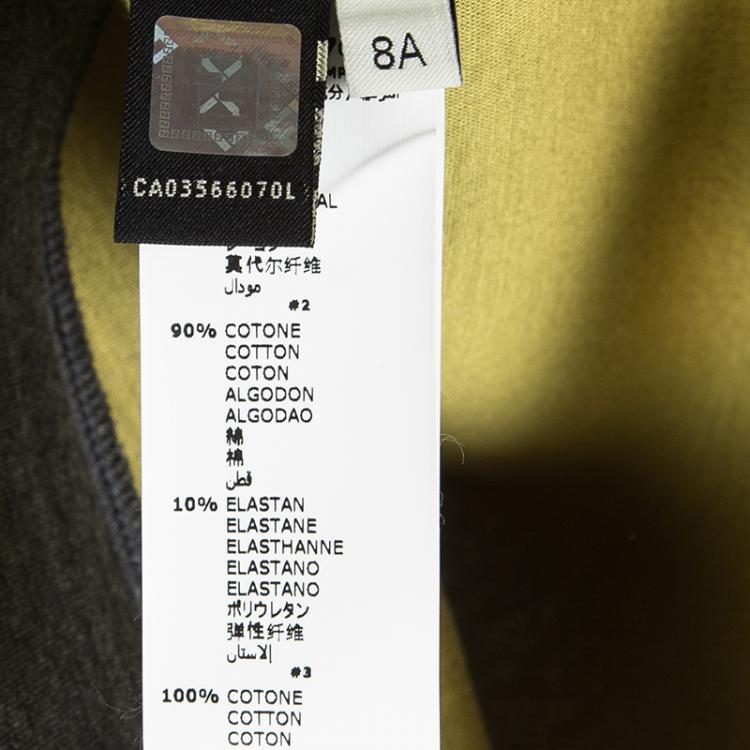 8A
CA03566070L
AL
莫代尔纤维
مودال
#2
90% COTONE
COTTON
COTON
ALGODON
ALGODAO
綿
棉
قطن
10% ELASTAN
ELASTANE
ELASTHANNE
ELASTANO
ELASTANO
ポリウレタン
弹性纤维
إلاستان
#3
100% COTONE
COTTON
COTON